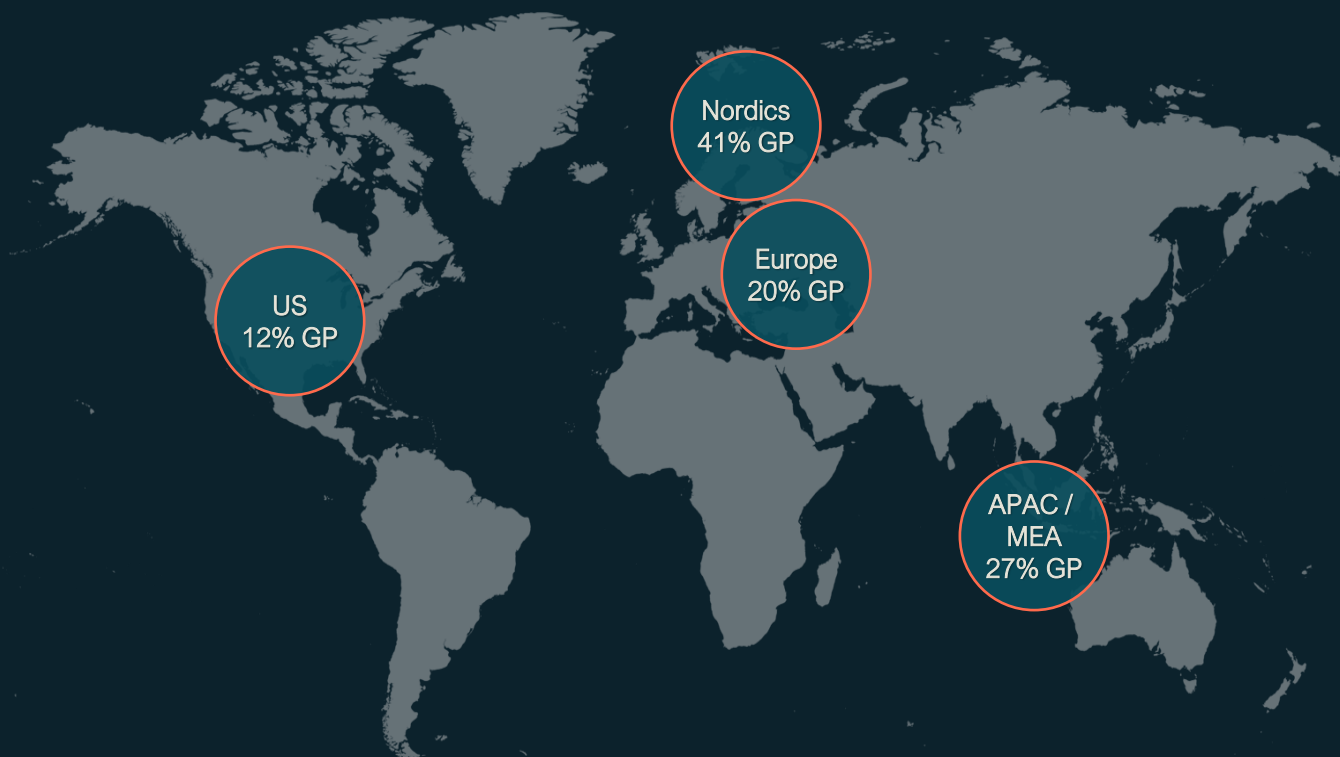 Nordics
41% GP
Europe
20% GP
US
12% GP
APAC /
MEA
27% GP